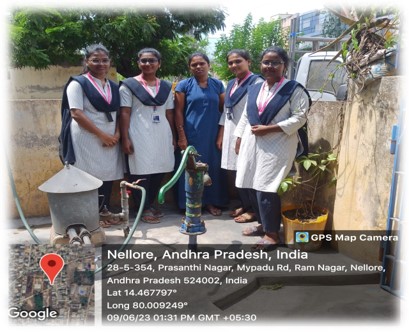 GPS Map Camera
Nellore, Andhra Pradesh, India
28-5-354, Prasanthi Nagar, Mypadu Rd, Ram Nagar, Nellore,
Andhra Pradesh 524002, India
Lat 14.467797°
Long 80.009249°
09/06/23 01:31 PM GMT +05:30
Google